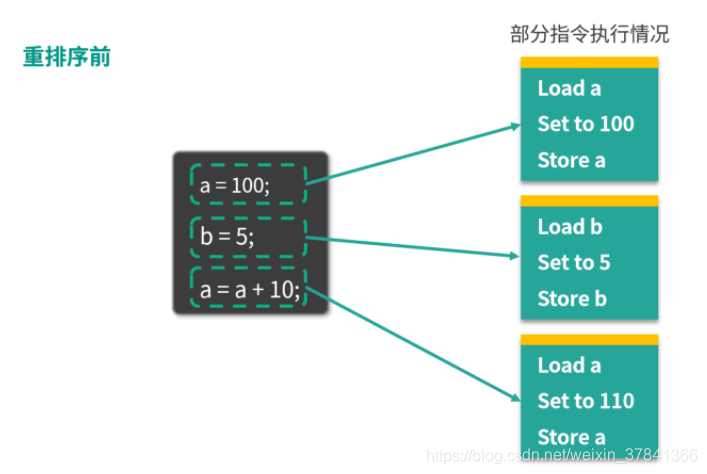 部分指令执行情况
重排序前
Load a
Set to 100
Store a
a = 100;
b = 5;
a = a + 10;
Load b
Set to 5
Store b
Load a
Set to 110
Store a
https://blog.csdn.net/weixin_37841366